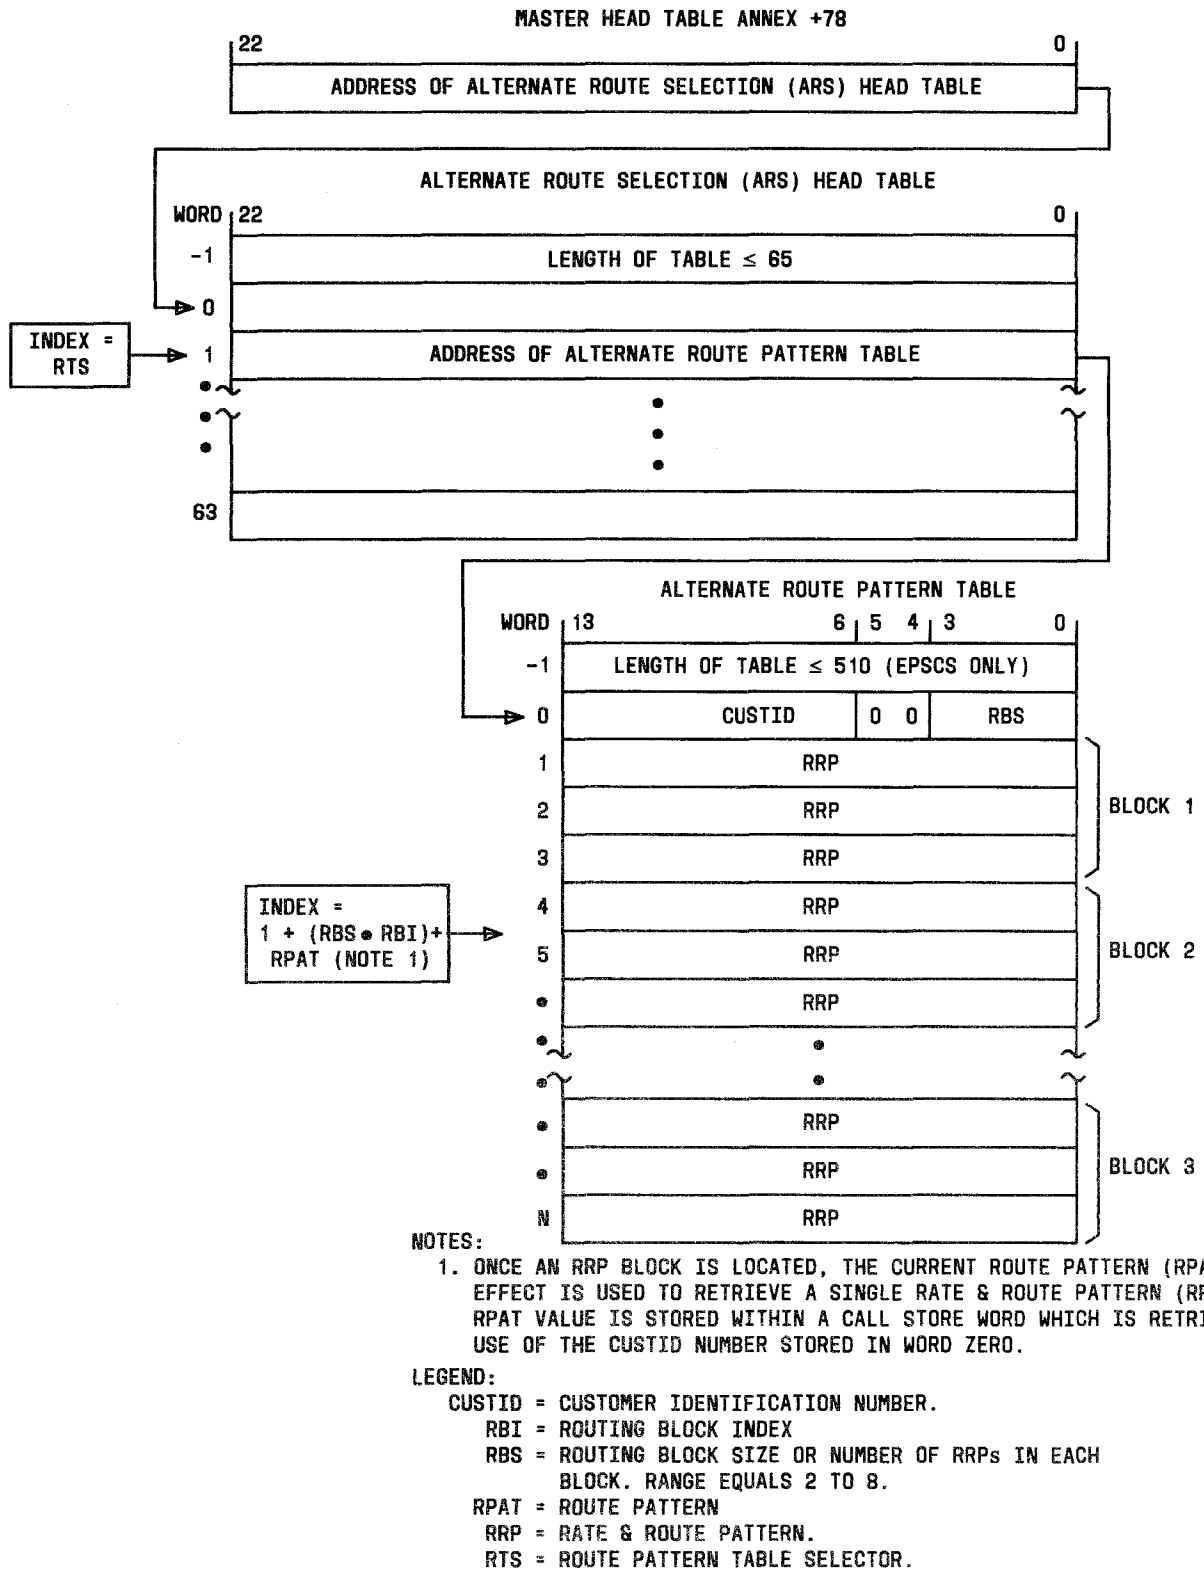 MASTER HEAD TABLE ANNEX +78
22 0
ADDRESS OF ALTERNATE ROUTE SELECTION (ARS) HEAD TABLE
ALTERNATE ROUTE SELECTION (ARS) HEAD TABLE
WORD 22 0
-1 LENGTH OF TABLE ≤ 65
0
INDEX =
RTS
1 ADDRESS OF ALTERNATE ROUTE PATTERN TABLE
63
ALTERNATE ROUTE PATTERN TABLE
WORD 13 6 5 4 3 0
-1 LENGTH OF TABLE ≤ 510 (EPSCS ONLY)
0 CUSTID 0 0 RBS
1 RRP
2 RRP
BLOCK 1
3 RRP
INDEX =
1 + (RBS • RBI)+
RPAT (NOTE 1)
4 RRP
5 RRP
BLOCK 2
RRP
RRP
RRP
BLOCK 3
N RRP
NOTES:
1. ONCE AN RRP BLOCK IS LOCATED, THE CURRENT ROUTE PATTERN (RPA
EFFECT IS USED TO RETRIEVE A SINGLE RATE & ROUTE PATTERN (RR
RPAT VALUE IS STORED WITHIN A CALL STORE WORD WHICH IS RETRI
USE OF THE CUSTID NUMBER STORED IN WORD ZERO.
LEGEND:
CUSTID = CUSTOMER IDENTIFICATION NUMBER.
RBI = ROUTING BLOCK INDEX
RBS = ROUTING BLOCK SIZE OR NUMBER OF RRPs IN EACH
BLOCK. RANGE EQUALS 2 TO 8.
RPAT = ROUTE PATTERN
RRP = RATE & ROUTE PATTERN.
RTS = ROUTE PATTERN TABLE SELECTOR.